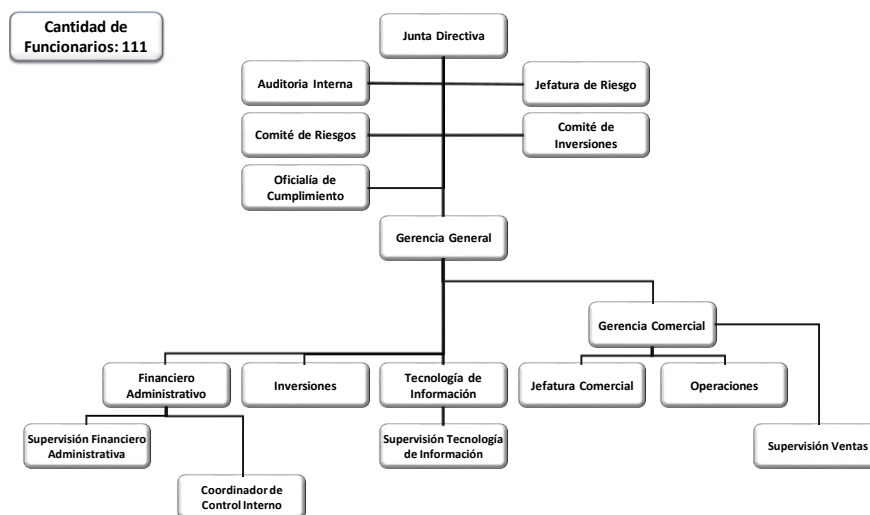 Cantidad de
Funcionarios: 111
Junta Directiva
Auditoria Interna
Jefatura de Riesgo
Comité de Riesgos
Comité de
Inversiones
Oficialía de
Cumplimiento
Gerencia General
Gerencia Comercial
Financiero
Administrativo
Inversiones
Tecnología de
Información
Jefatura Comercial
Operaciones
Supervisión Financiero
Administrativa
Supervisión Tecnología
de Información
Supervisión Ventas
Coordinador de
Control Interno